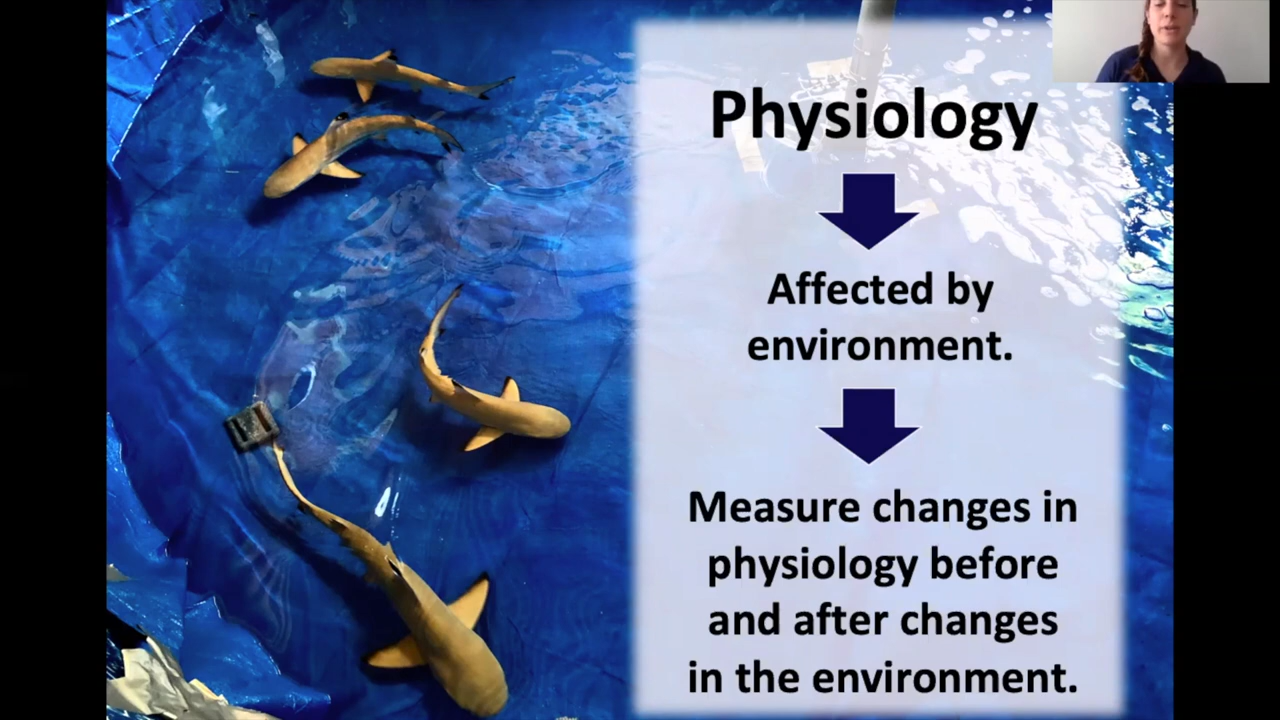 Physiology
Affected by
environment.
Measure changes in
physiology before
and after changes
in the environment.